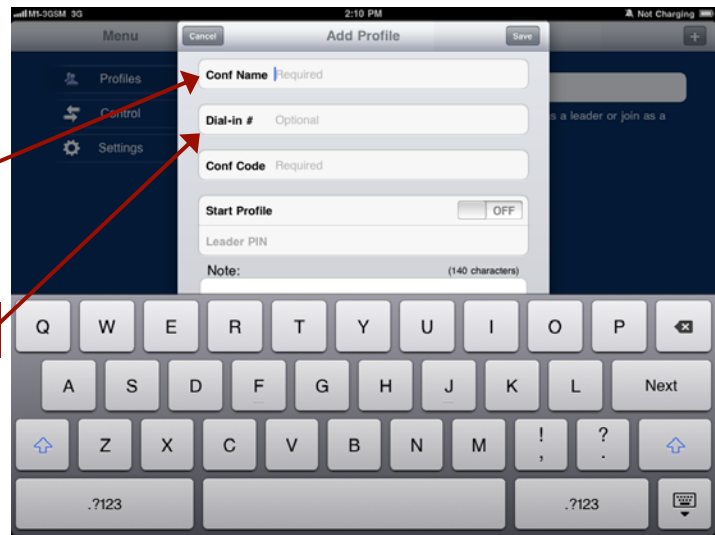 M1-3GSM 3G 2:10 PM Not Charging
Menu Cancel Add Profile Save +
Profiles Conf Name Required
Control Dial-in # Optional s a leader or join as a
Settings
Conf Code Required
Start Profile OFF
Leader PIN
Note: (140 characters)
Q W E R T Y U I O P
A S D F G H J K L Next
Z X C V B N M ! , ? .
.?123 .?123